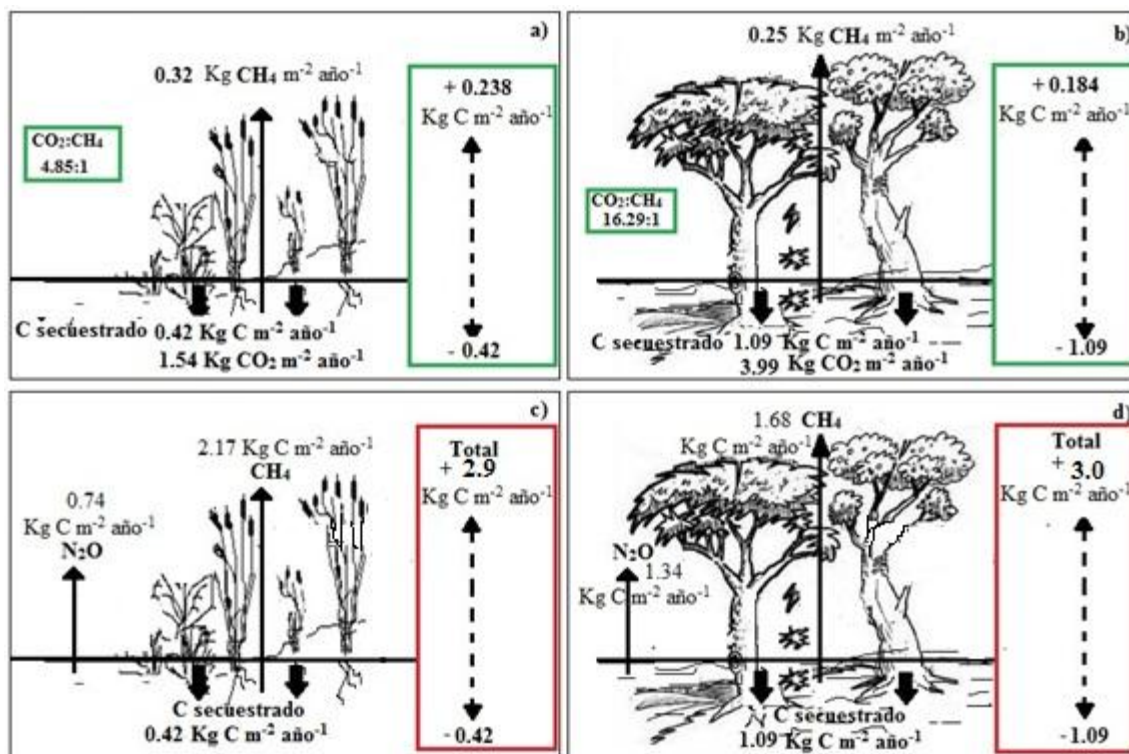 a)
0.32 Kg CH₄ m⁻² año⁻¹
CO₂:CH₄
4.85:1
+ 0.238
Kg C m⁻² año⁻¹
- 0.42
C secuestrado 0.42 Kg C m⁻² año⁻¹
1.54 Kg CO₂ m⁻² año⁻¹
b)
0.25 Kg CH₄ m⁻² año⁻¹
CO₂:CH₄
16.29:1
+ 0.184
Kg C m⁻² año⁻¹
- 1.09
C secuestrado 1.09 Kg C m⁻² año⁻¹
3.99 Kg CO₂ m⁻² año⁻¹
c)
2.17 Kg C m⁻² año⁻¹
CH₄
0.74
Kg C m⁻² año⁻¹
N₂O
Total
+ 2.9
Kg C m⁻² año⁻¹
- 0.42
C secuestrado
0.42 Kg C m⁻² año⁻¹
d)
1.68 CH₄
Kg C m⁻² año⁻¹
N₂O
1.34
Kg C m⁻² año⁻¹
Total
+ 3.0
Kg C m⁻² año⁻¹
- 1.09
C secuestrado
1.09 Kg C m⁻² año⁻¹